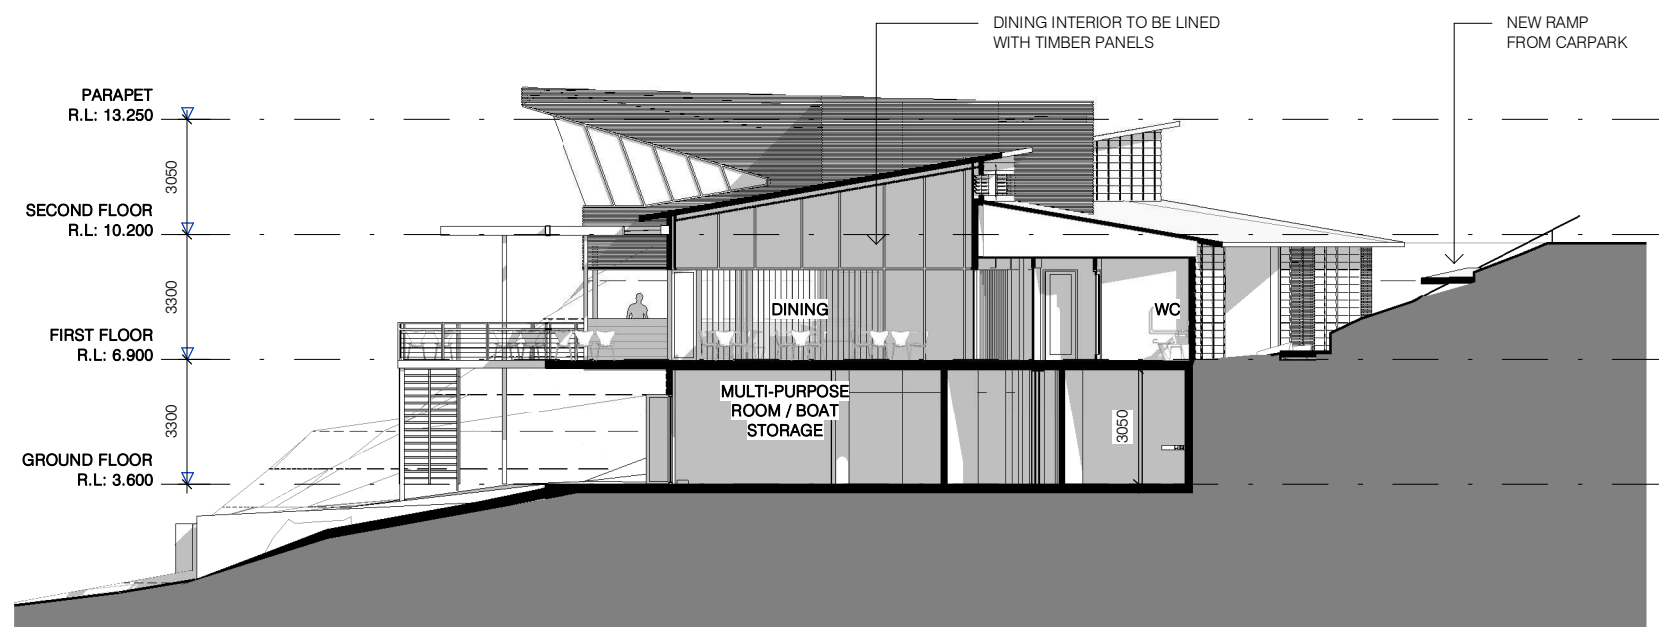 DINING INTERIOR TO BE LINED
WITH TIMBER PANELS
NEW RAMP
FROM CARPARK
PARAPET
R.L: 13.250
3050
SECOND FLOOR
R.L: 10.200
3300
DINING
WC
FIRST FLOOR
R.L: 6.900
3300
MULTI-PURPOSE
ROOM / BOAT
STORAGE
3050
GROUND FLOOR
R.L: 3.600